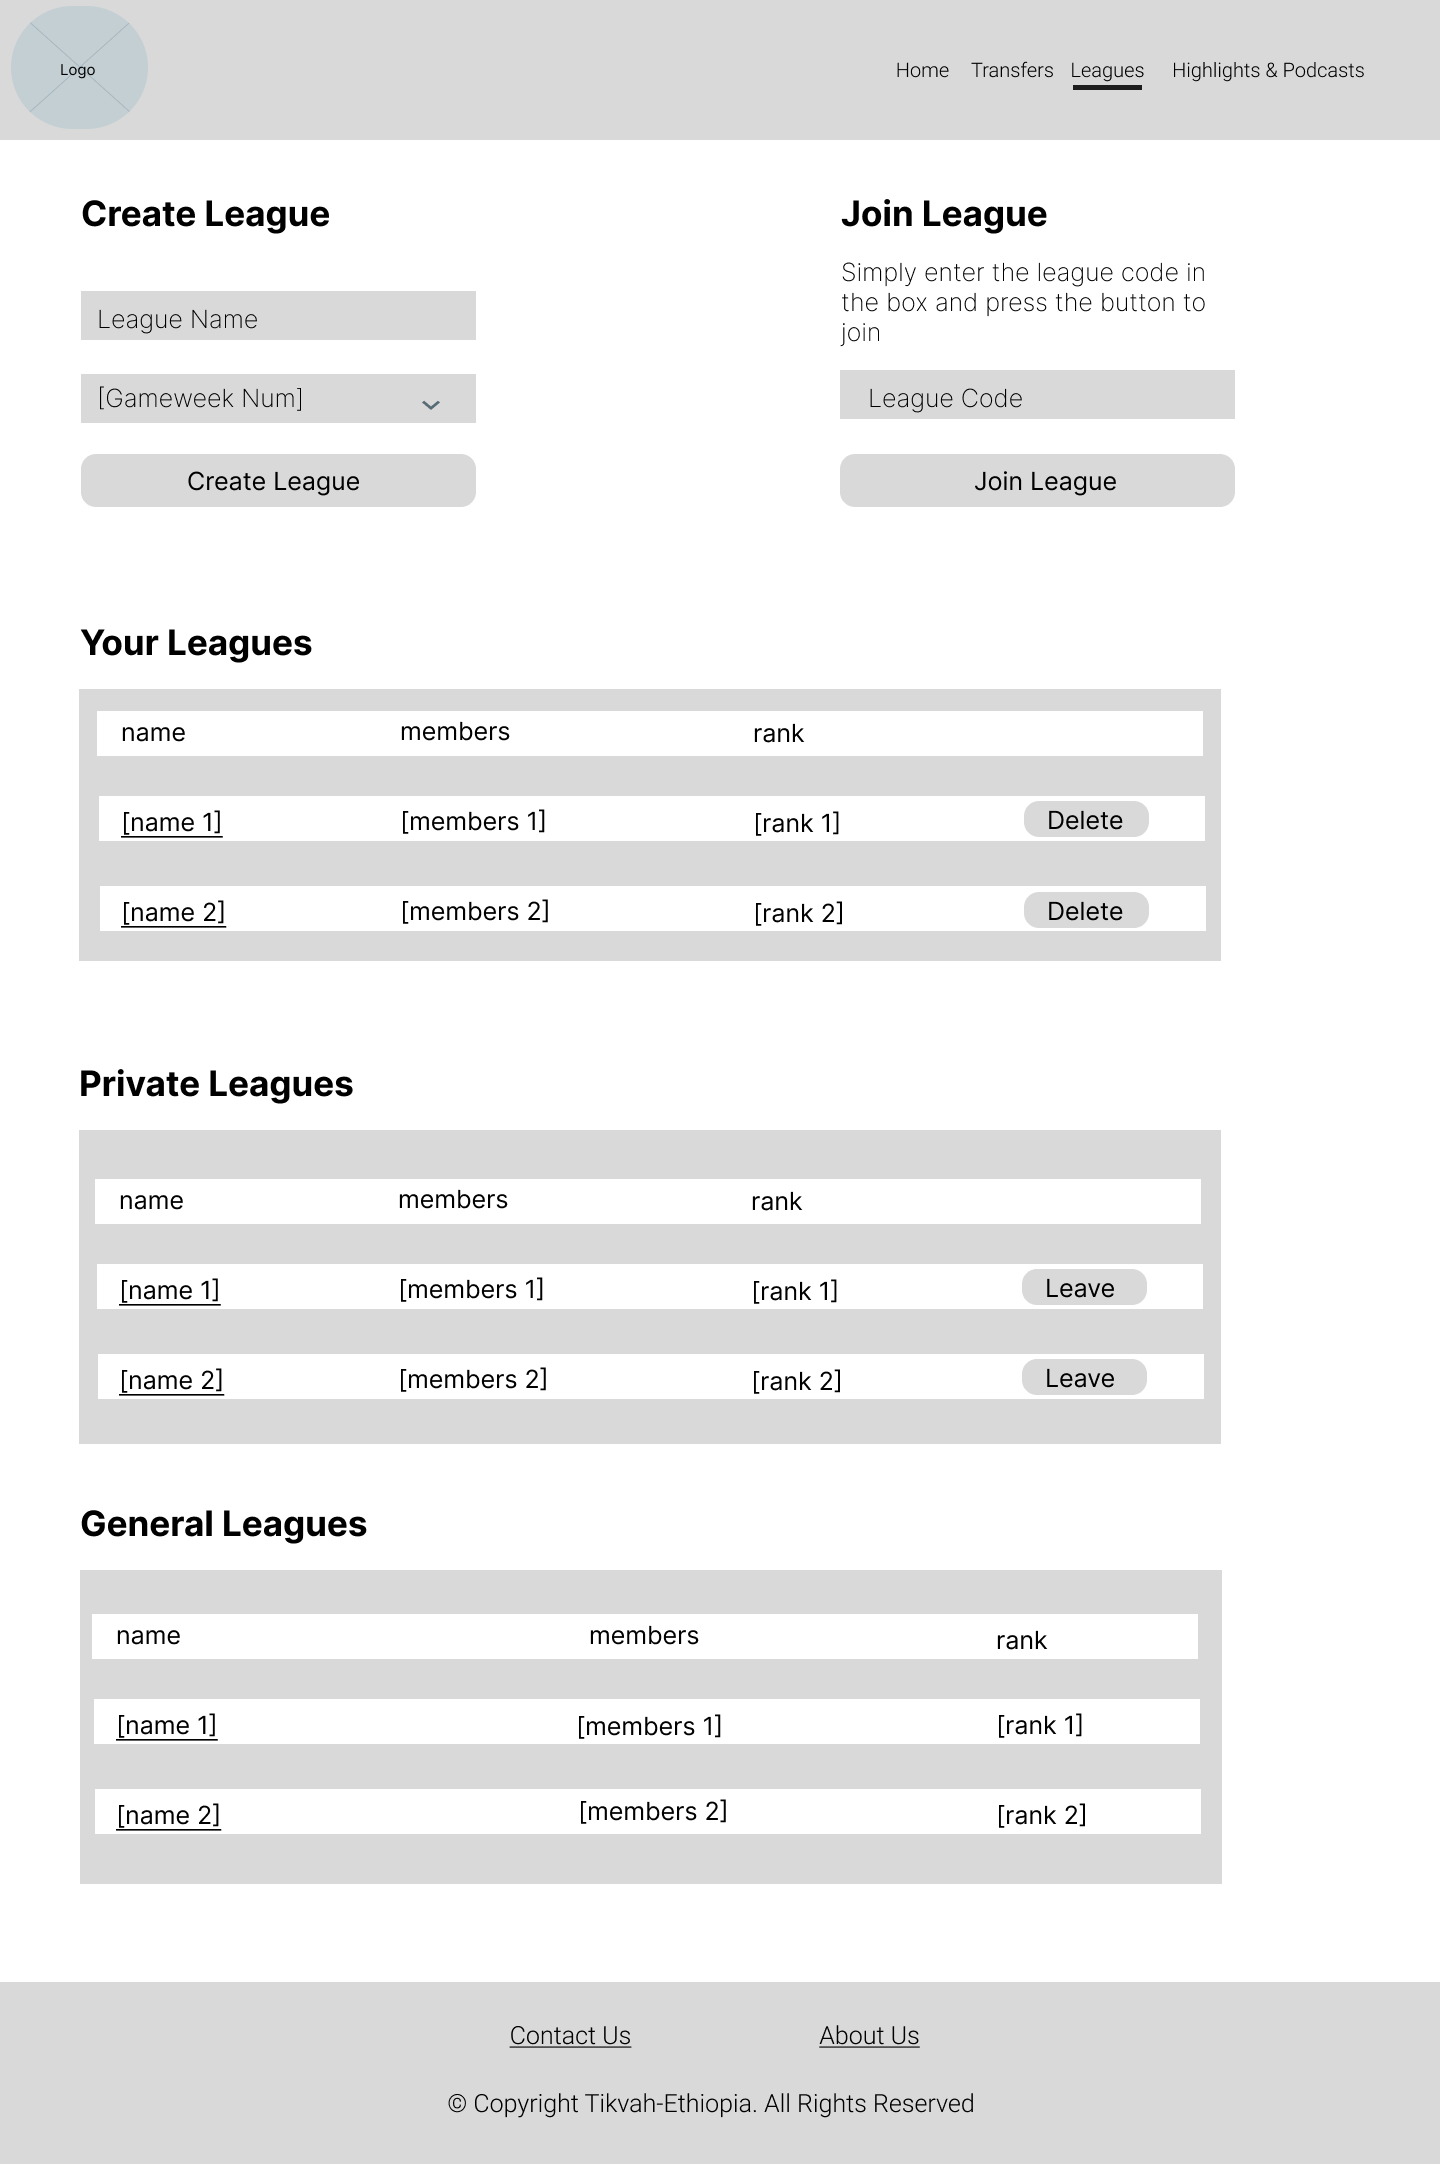 Logo
Home Transfers Leagues Highlights & Podcasts
Create League
League Name
[Gameweek Num]
Create League
Join League
Simply enter the league code in
the box and press the button to
join
League Code
Join League
Your Leagues
name members rank
[name 1] [members 1] [rank 1] Delete
[name 2] [members 2] [rank 2] Delete
Private Leagues
name members rank
[name 1] [members 1] [rank 1] Leave
[name 2] [members 2] [rank 2] Leave
General Leagues
name members rank
[name 1] [members 1] [rank 1]
[name 2] [members 2] [rank 2]
Contact Us About Us
© Copyright Tikvah-Ethiopia. All Rights Reserved